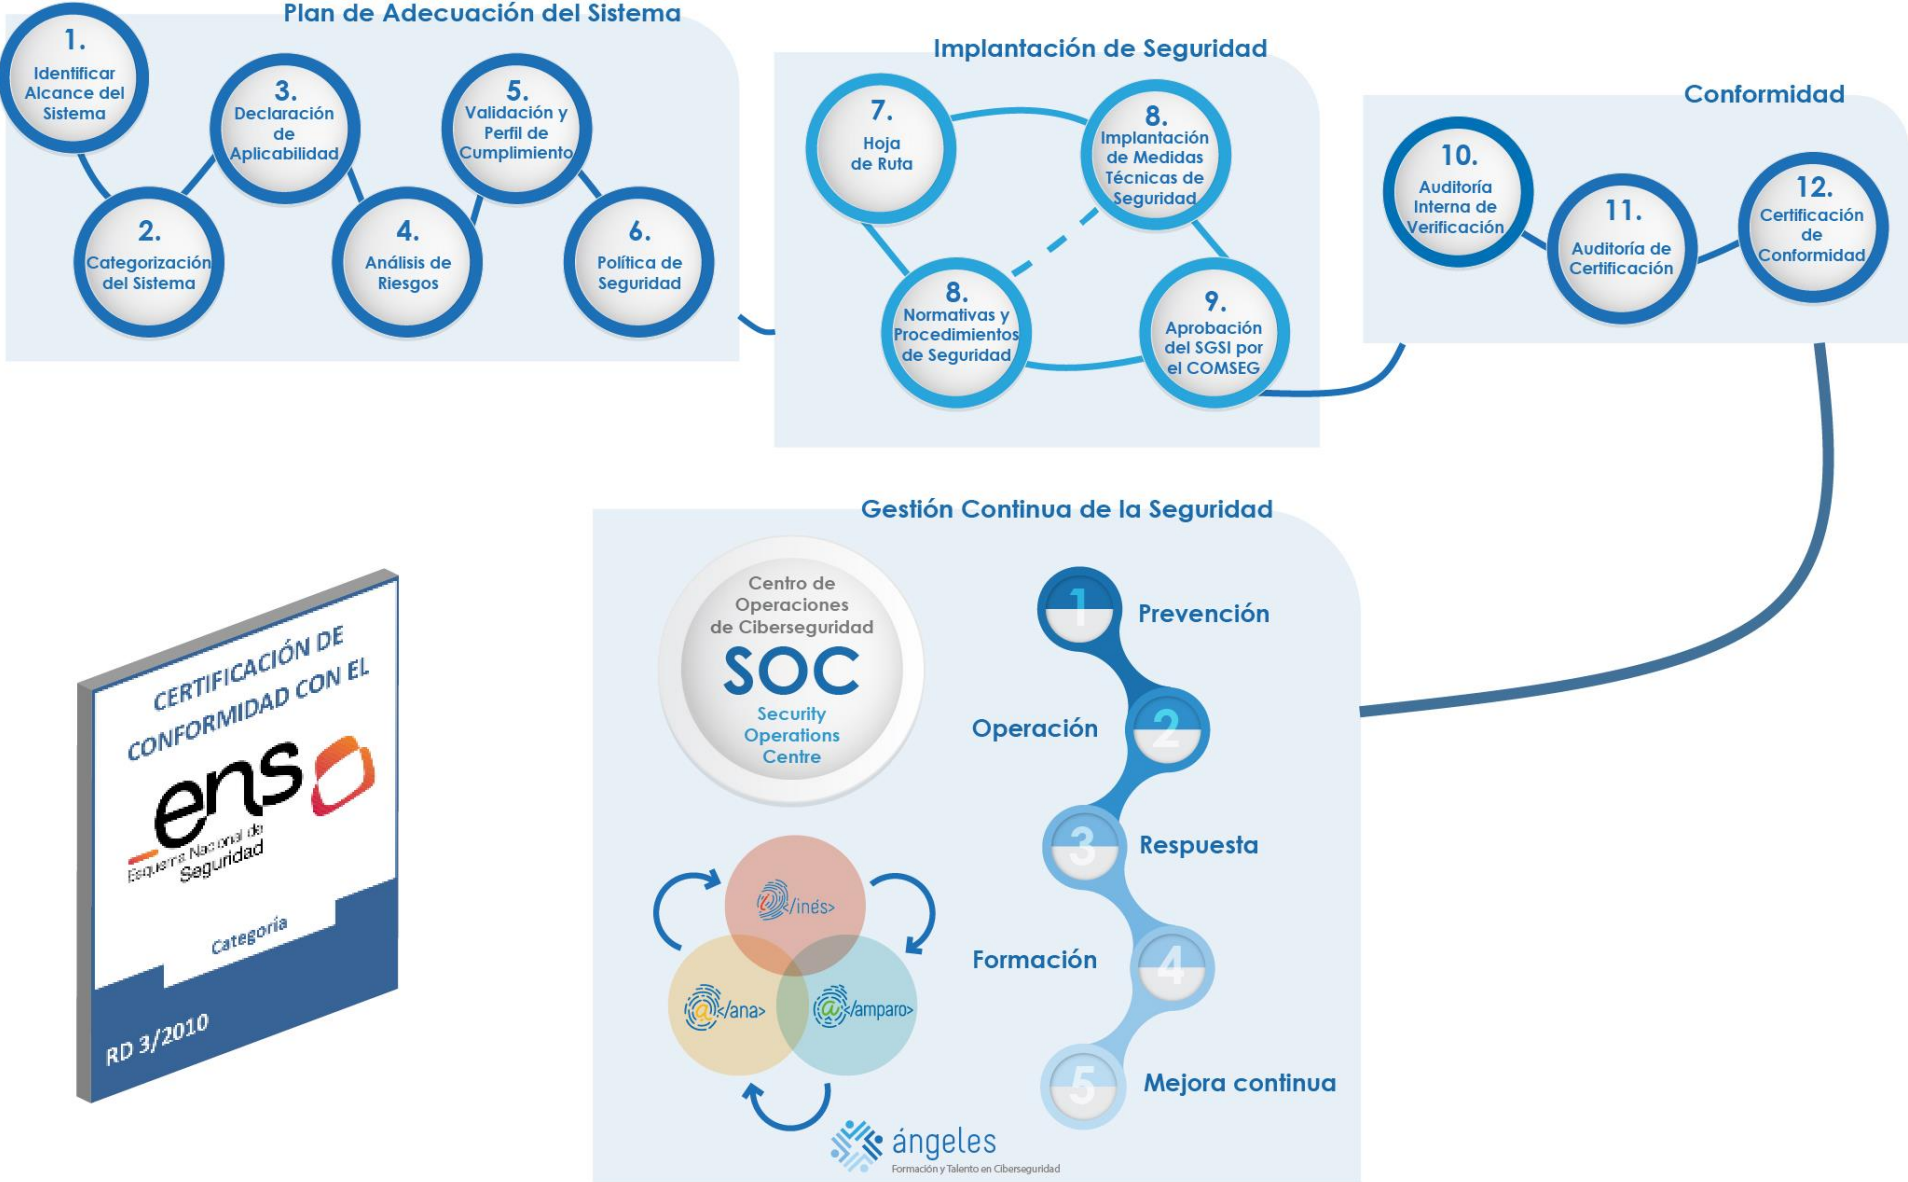 Plan de Adecuación del Sistema
1.
Identificar
Alcance del
Sistema
2.
Categorización
del Sistema
3.
Declaración
de
Aplicabilidad
4.
Análisis de
Riesgos
5.
Validación y
Perfil de
Cumplimiento
6.
Política de
Seguridad
Implantación de Seguridad
7.
Hoja
de Ruta
8.
Implantación
de Medidas
Técnicas de
Seguridad
8.
Normativas y
Procedimientos
de Seguridad
9.
Aprobación
del SGSI por
el COMSEG
Conformidad
10.
Auditoría
Interna de
Verificación
11.
Auditoría de
Certificación
12.
Certificación
de
Conformidad
Gestión Continua de la Seguridad
Centro de
Operaciones
de Ciberseguridad
SOC
Security
Operations
Centre
1
Prevención
Operación
2
3
Respuesta
Formación
4
5
Mejora continua
</inés>
@</ana>
@</amparo>
ángeles
Formación y Talento en Ciberseguridad
CERTIFICACIÓN DE
CONFORMIDAD CON EL
ens
Esquema Nacional de
Seguridad
Categoría
RD 3/2010